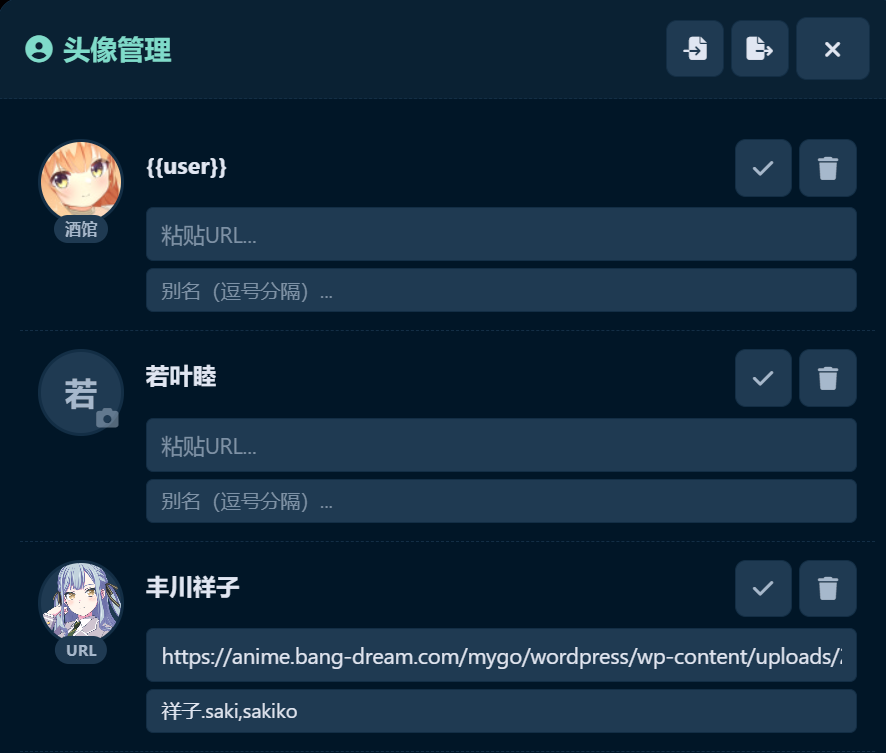 头像管理
{{user}}
酒馆
粘贴URL...
别名（逗号分隔）...
若
若叶睦
粘贴URL...
别名（逗号分隔）...
丰川祥子
URL
https://anime.bang-dream.com/mygo/wordpress/wp-content/uploads/
祥子.saki,sakiko